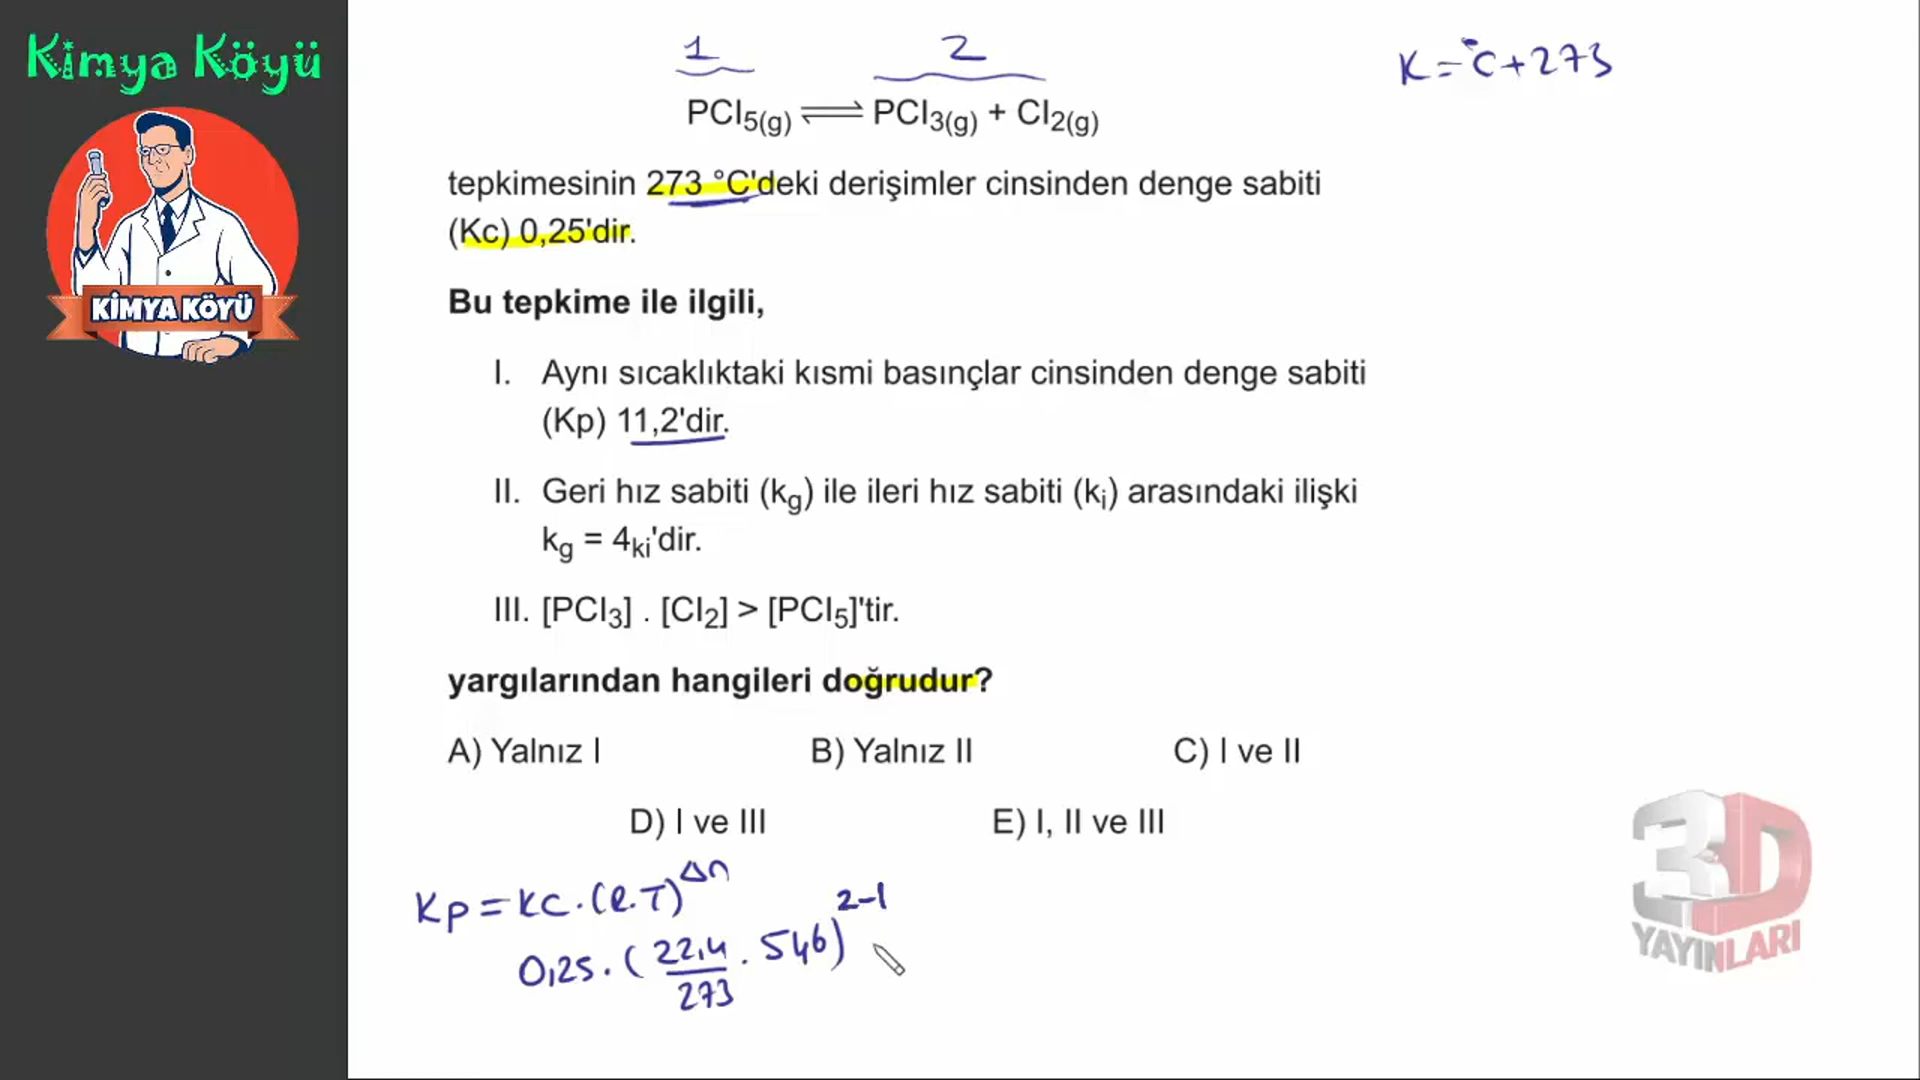 Kimya Köyü
KİMYA KÖYÜ
1 2
K=°C+273
PCl5(g) ⇌ PCl3(g) + Cl2(g)
tepkimesinin 273 °C'deki derişimler cinsinden denge sabiti
(Kc) 0,25'dir.
Bu tepkime ile ilgili,
I. Aynı sıcaklıktaki kısmi basınçlar cinsinden denge sabiti
(Kp) 11,2'dir.
II. Geri hız sabiti (kg) ile ileri hız sabiti (ki) arasındaki ilişki
kg = 4ki'dir.
III. [PCl3] . [Cl2] > [PCl5]'tir.
yargılarından hangileri doğrudur?
A) Yalnız I B) Yalnız II C) I ve II
D) I ve III E) I, II ve III
Kp = Kc . (R.T)^Δn
0,25 . (22,4/273 . 546)^2-1
3D
YAYINLARI